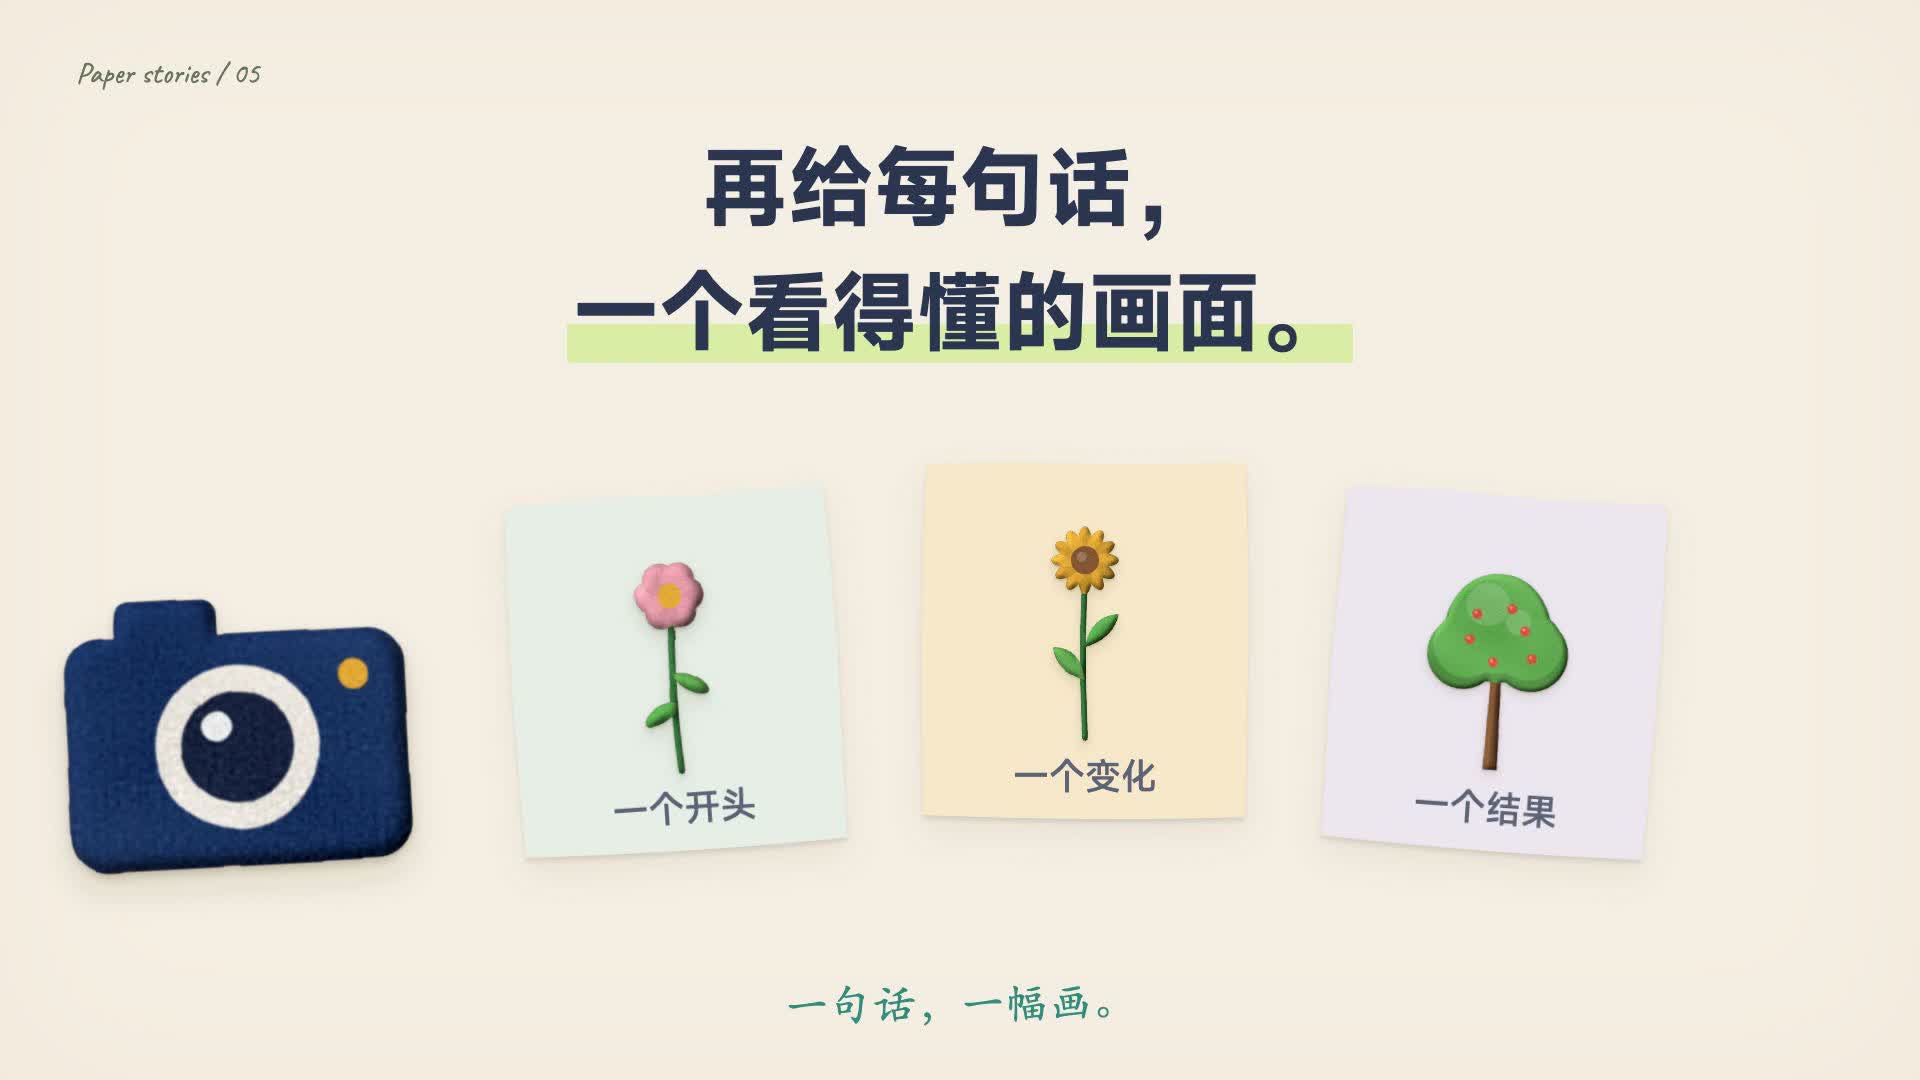 Paper stories / 05
再给每句话，
一个看得懂的画面。
一个开头
一个变化
一个结果
一句话，一幅画。